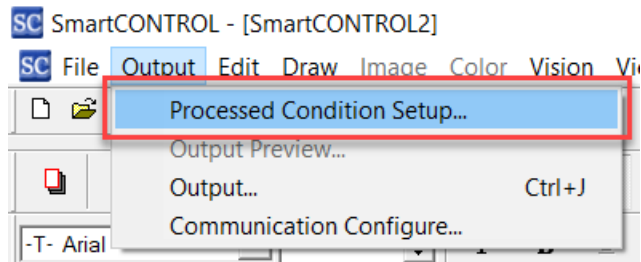 SC SmartCONTROL - [SmartCONTROL2]
SC File Output Edit Draw Image Color Vision Vi
Processed Condition Setup...
Output Preview...
Output... Ctrl+J
Communication Configure...
-T- Arial